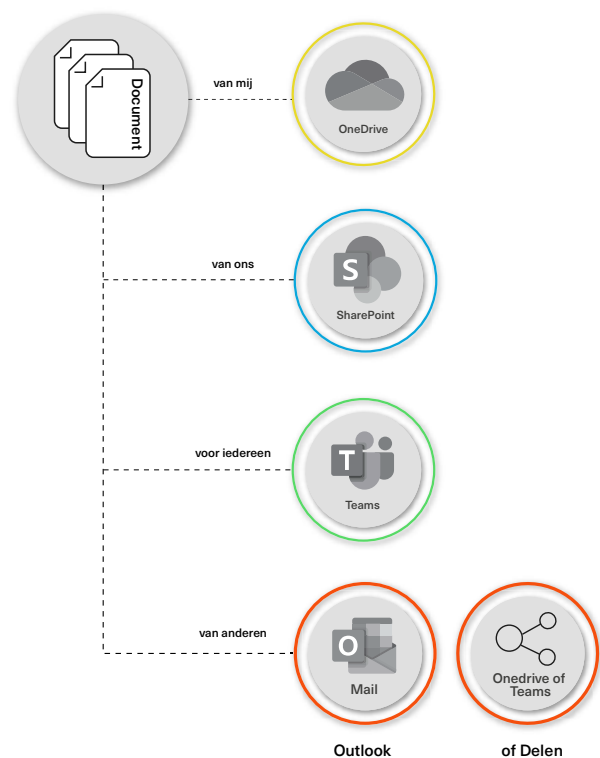 Document
van mij
OneDrive
van ons
S
SharePoint
voor iedereen
T
Teams
van anderen
O
Mail
Onedrive of
Teams
Outlook
of Delen